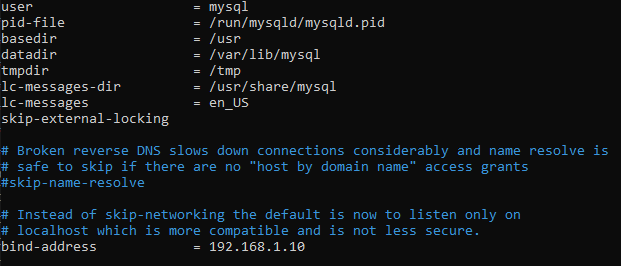 user = mysql
pid-file = /run/mysqld/mysqld.pid
basedir = /usr
datadir = /var/lib/mysql
tmpdir = /tmp
lc-messages-dir = /usr/share/mysql
lc-messages = en_US
skip-external-locking
# Broken reverse DNS slows down connections considerably and name resolve is
# safe to skip if there are no "host by domain name" access grants
#skip-name-resolve
# Instead of skip-networking the default is now to listen only on
# localhost which is more compatible and is not less secure.
bind-address = 192.168.1.10